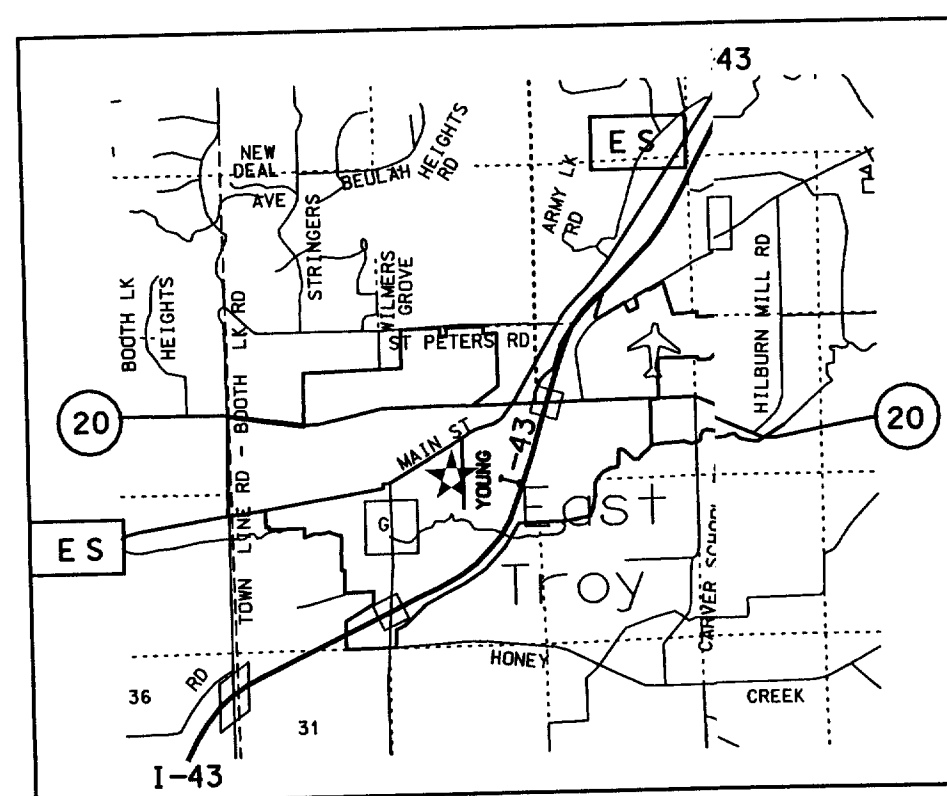 43
E S
NEW
DEAL
AVE
BEULAH
HEIGHTS
RD
ARMY LK
RD
STRINGERS
WILMERS
GROVE
BOOTH LK
HEIGHTS
TOWN LINE RD - BOOTH LK RD
ST PETERS RD
HILBURN MILL RD
20
20
MAIN ST
YOUNG
I-43
East
Troy
G
E S
CARVER SCHOOL
HONEY
CREEK
36
RD
31
I-43